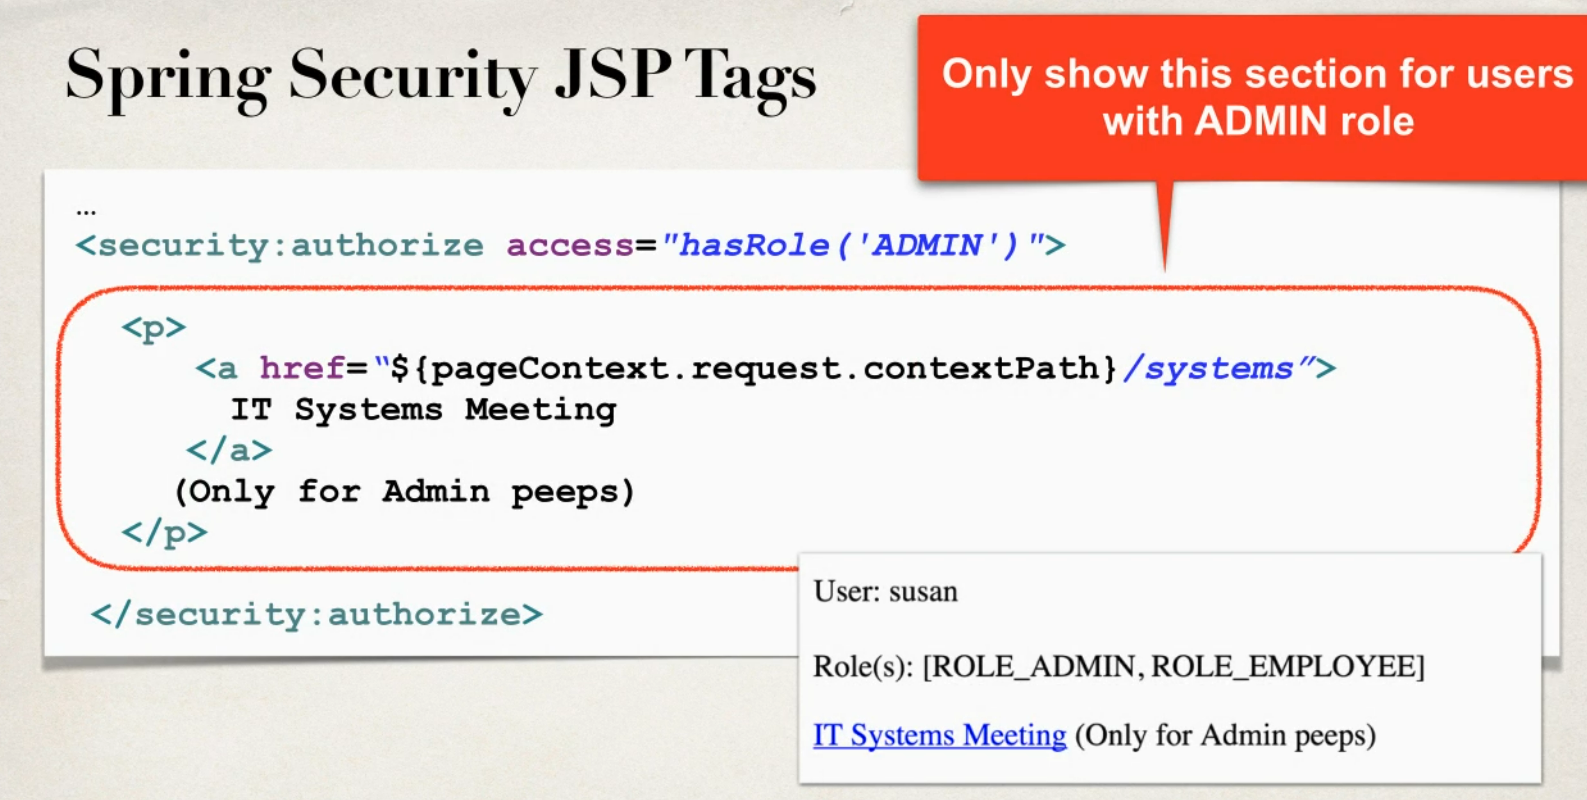 Spring Security JSP Tags
Only show this section for users
with ADMIN role
...
<security:authorize access="hasRole('ADMIN')">
<p>
<a href="${pageContext.request.contextPath}/systems">
IT Systems Meeting
</a>
(Only for Admin peeps)
</p>
</security:authorize>
User: susan
Role(s): [ROLE_ADMIN, ROLE_EMPLOYEE]
IT Systems Meeting (Only for Admin peeps)